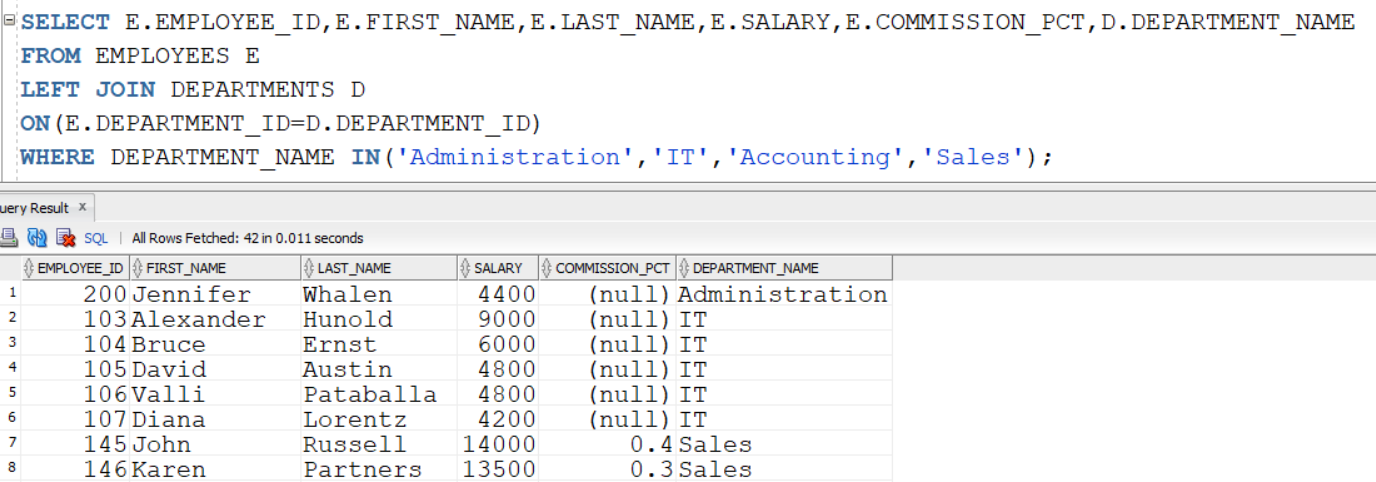 SELECT E.EMPLOYEE_ID,E.FIRST_NAME,E.LAST_NAME,E.SALARY,E.COMMISSION_PCT,D.DEPARTMENT_NAME
FROM EMPLOYEES E
LEFT JOIN DEPARTMENTS D
ON(E.DEPARTMENT_ID=D.DEPARTMENT_ID)
WHERE DEPARTMENT_NAME IN('Administration','IT','Accounting','Sales');
uery Result x
SQL | All Rows Fetched: 42 in 0.011 seconds
EMPLOYEE_ID FIRST_NAME LAST_NAME SALARY COMMISSION_PCT DEPARTMENT_NAME
1 200 Jennifer Whalen 4400 (null) Administration
2 103 Alexander Hunold 9000 (null) IT
3 104 Bruce Ernst 6000 (null) IT
4 105 David Austin 4800 (null) IT
5 106 Valli Pataballa 4800 (null) IT
6 107 Diana Lorentz 4200 (null) IT
7 145 John Russell 14000 0.4 Sales
8 146 Karen Partners 13500 0.3 Sales